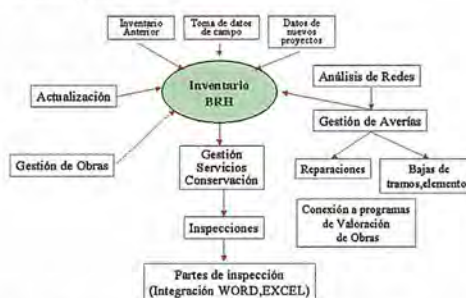 Inventario
Anterior
Toma de datos
de campo
Datos de
nuevos
proyectos
Inventario
BRH
Análisis de Redes
Actualización
Gestión de Averías
Gestión de Obras
Gestión
Servicios
Conservación
Reparaciones
Bajas de
tramos,elemento
Conexión a programas
de Valoración
de Obras
Inspecciones
Partes de inspección
(Integración WORD,EXCEL)